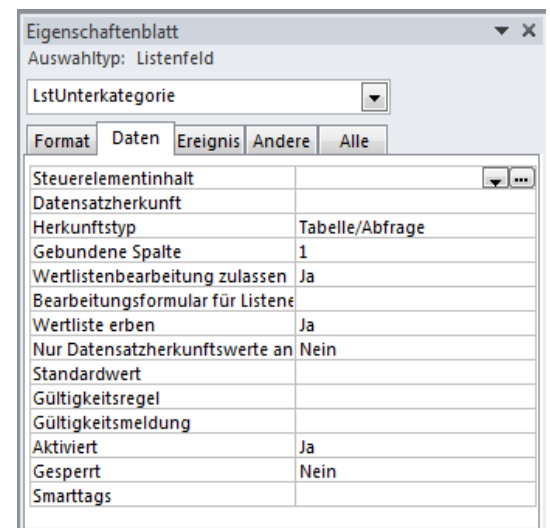 Eigenschaftenblatt
Auswahltyp: Listenfeld
LstUnterkategorie
Format Daten Ereignis Andere Alle
Steuerelementinhalt
Datensatzherkunft
Herkunftstyp Tabelle/Abfrage
Gebundene Spalte 1
Wertlistenbearbeitung zulassen Ja
Bearbeitungsformular für Listene
Wertliste erben Ja
Nur Datensatzherkunftswerte an Nein
Standardwert
Gültigkeitsregel
Gültigkeitsmeldung
Aktiviert Ja
Gesperrt Nein
Smarttags